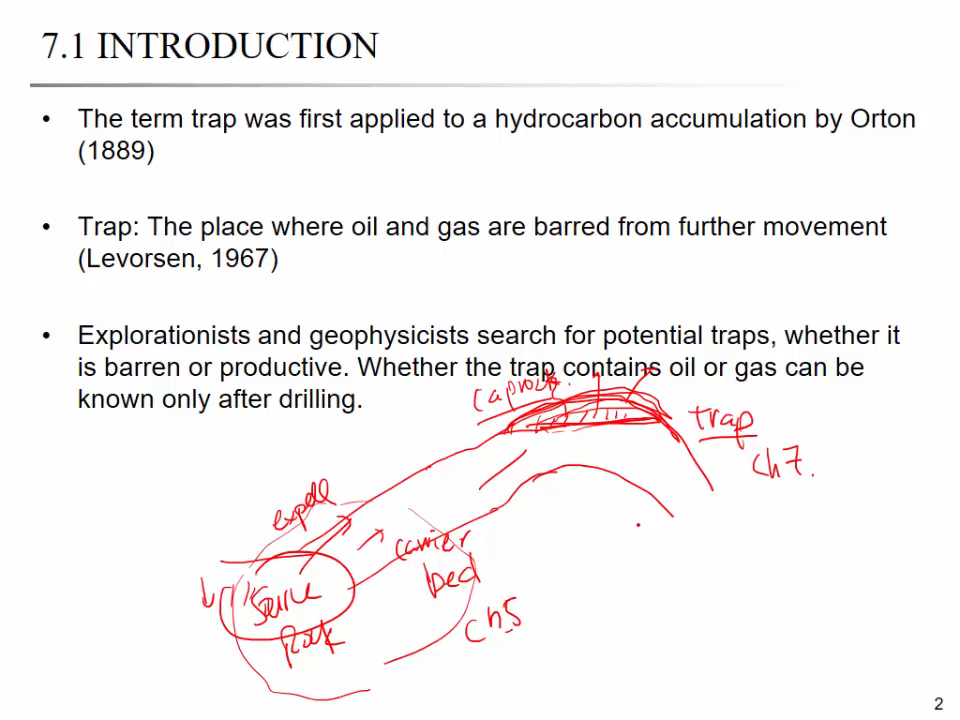 7.1 INTRODUCTION
• The term trap was first applied to a hydrocarbon accumulation by Orton
(1889)
• Trap: The place where oil and gas are barred from further movement
(Levorsen, 1967)
• Explorationists and geophysicists search for potential traps, whether it
is barren or productive. Whether the trap contains oil or gas can be
known only after drilling.
caprock.
trap
ch7.
expell
carrier
bed
Source
Rock
ch5
2